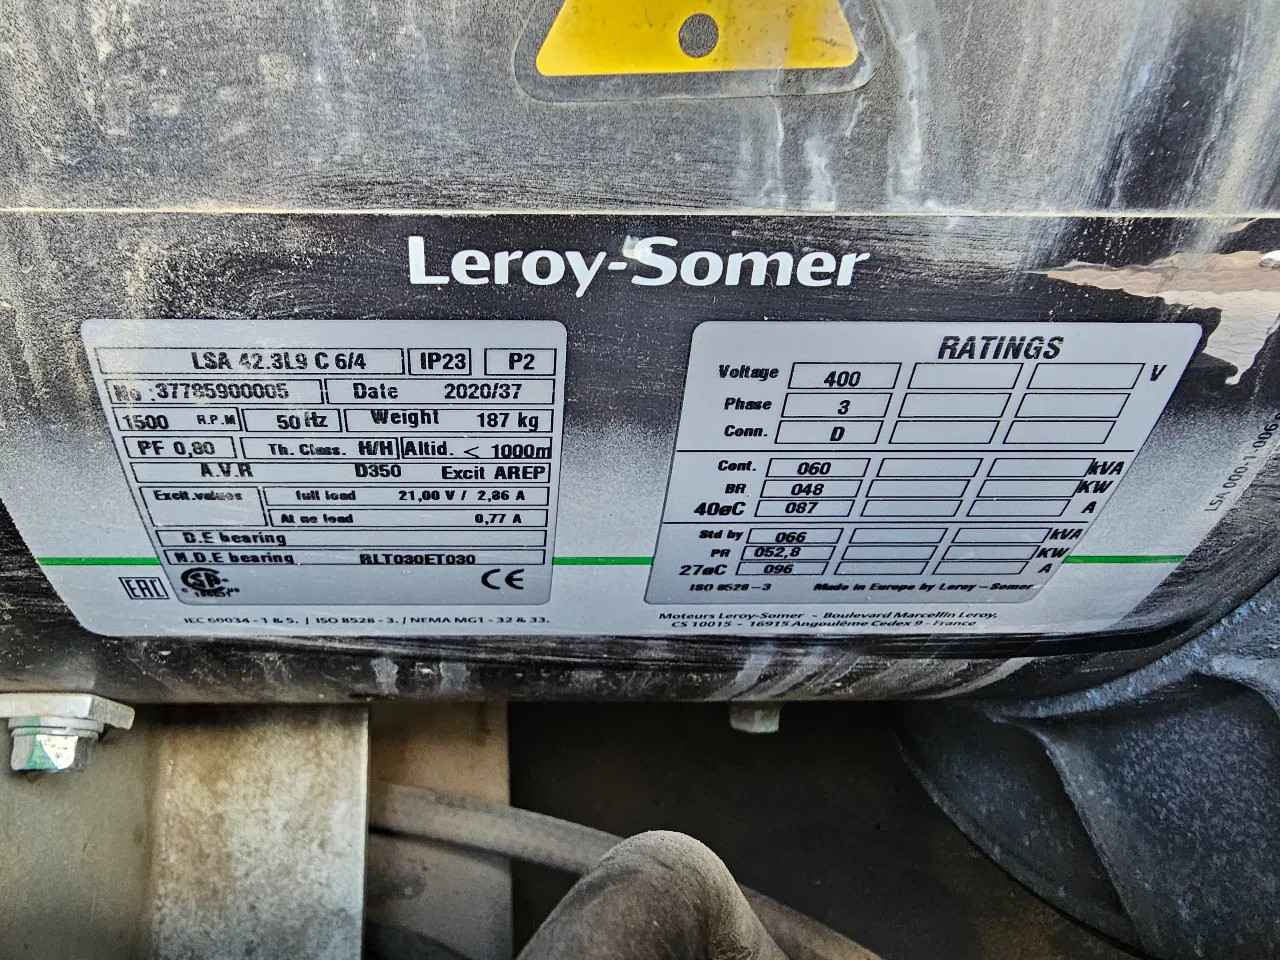 Leroy-Somer
LSA 42.3L9 C 6/4 IP23 P2
No : 37785900005 Date 2020/37
1500 R.P.M 50 Hz Weight 187 kg
PF 0,80 Th. Class. H/H Altid. < 1000m
A.V.R D350 Excit AREP
Excit.values full load 21,00 V / 2,86 A
At no load 0,77 A
D.E bearing
N.D.E bearing RLT030ET030
EAC SP CE
IEC 60034 - 1 & 5. / ISO 8528 - 3. / NEMA MG1 - 32 & 33.
RATINGS
Voltage 400 V
Phase 3
Conn. D
Cont. 060 kVA
BR 048 KW
40øC 087 A
Std by 066 kVA
PR 052,8 KW
27øC 096 A
ISO 8528 - 3 Made in Europe by Leroy - Somer
Moteurs Leroy-Somer - Boulevard Marcellin Leroy,
CS 10015 - 16915 Angoulême Cedex 9 - France